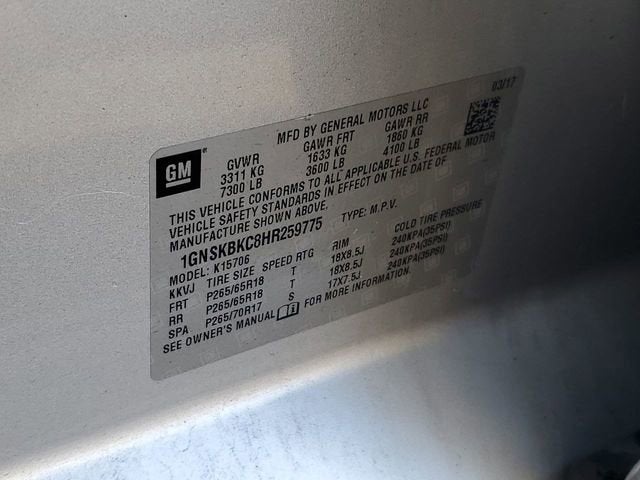 03/17
MFD BY GENERAL MOTORS LLC
GM ® GVWR GAWR FRT GAWR RR
3311 KG 1633 KG 1860 KG
7300 LB 3600 LB 4100 LB
THIS VEHICLE CONFORMS TO ALL APPLICABLE U.S. FEDERAL MOTOR
VEHICLE SAFETY STANDARDS IN EFFECT ON THE DATE OF
MANUFACTURE SHOWN ABOVE.
1GNSKBKC8HR259775 TYPE: M.P.V.
MODEL: K15706
KKVJ TIRE SIZE SPEED RTG RIM COLD TIRE PRESSURE
FRT P265/65R18 T 18X8.5J 240KPA(35PSI)
RR P265/65R18 T 18X8.5J 240KPA(35PSI)
SPA P265/70R17 S 17X7.5J 240KPA(35PSI)
SEE OWNER'S MANUAL FOR MORE INFORMATION.